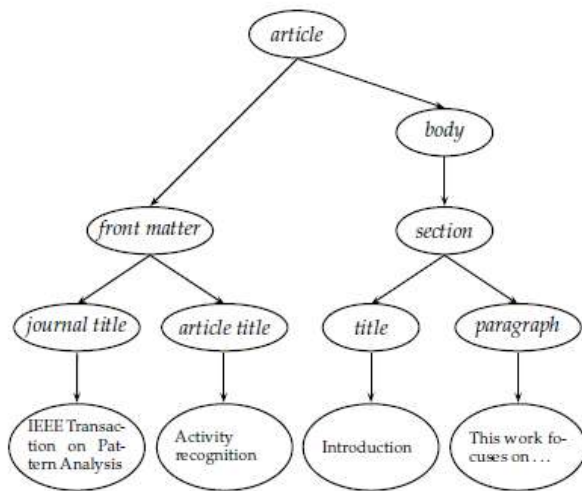 article
body
front matter
section
journal title
article title
title
paragraph
IEEE Transac-
tion on Pat-
tern Analysis
Activity
recognition
Introduction
This work fo-
cuses on . . .